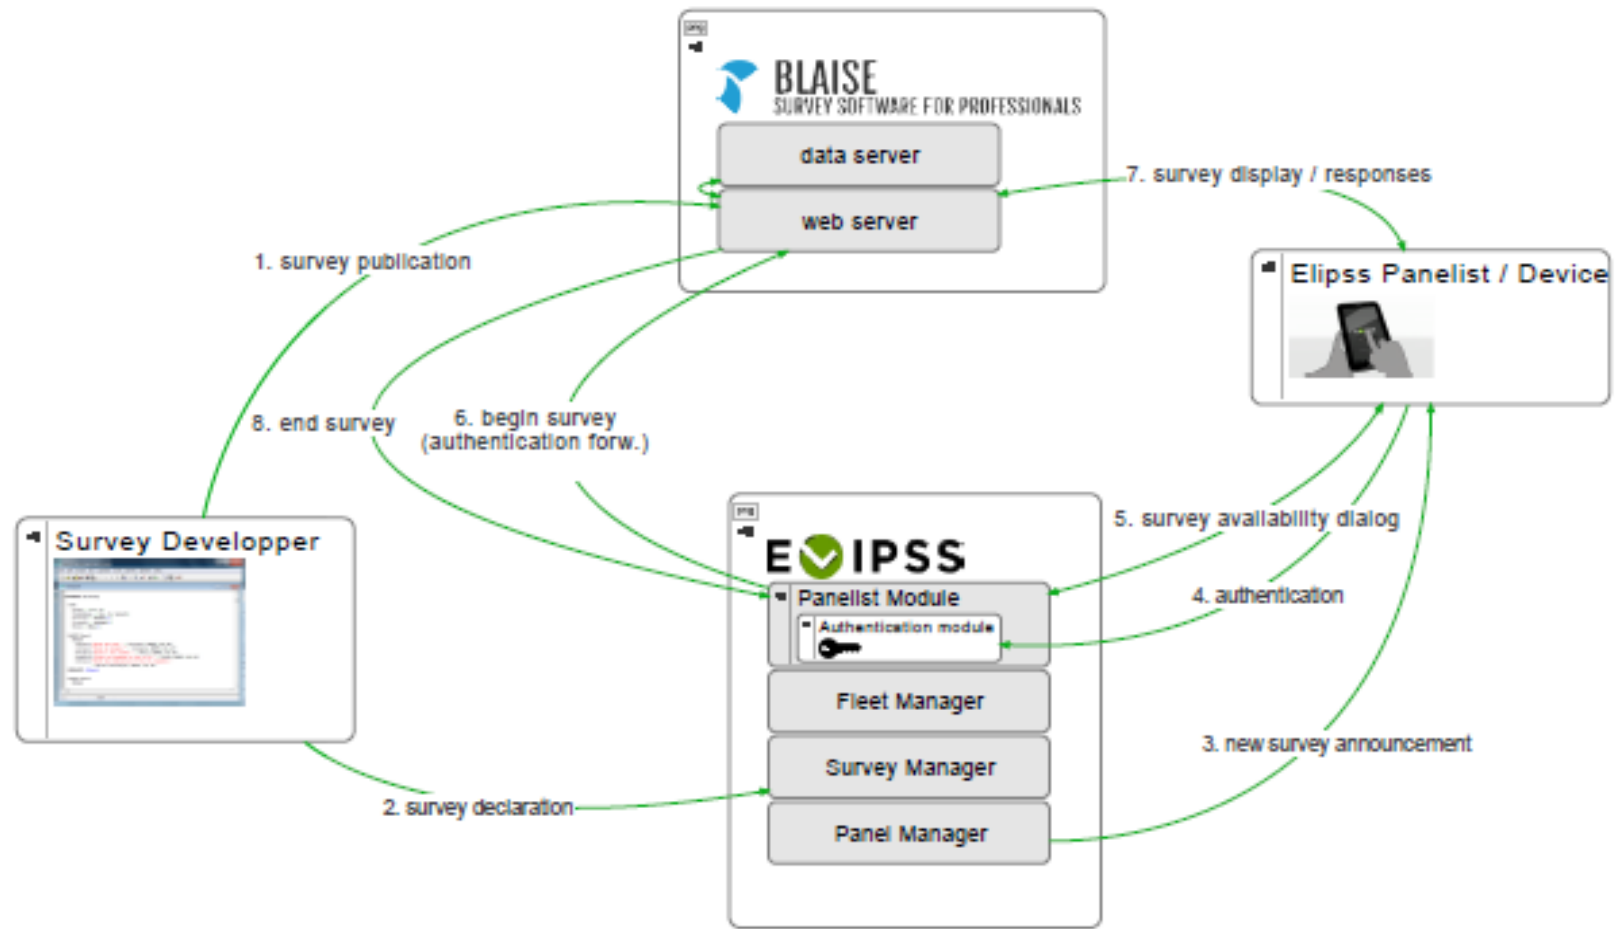 BLAISE
SURVEY SOFTWARE FOR PROFESSIONALS
data server
web server
7. survey display / responses
1. survey publication
Elipss Panelist / Device
8. end survey
6. begin survey
(authentication forw.)
Survey Developper
5. survey availability dialog
E IPSS
Panelist Module
4. authentication
Authentication module
Fleet Manager
3. new survey announcement
Survey Manager
2. survey declaration
Panel Manager